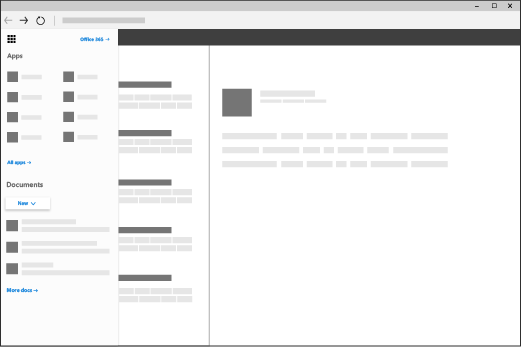 Office 365 →
Apps
All apps →
Documents
New
More docs →